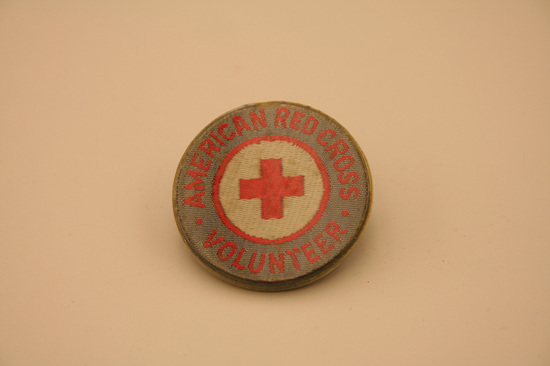 AMERICAN RED CROSS
• VOLUNTEER •